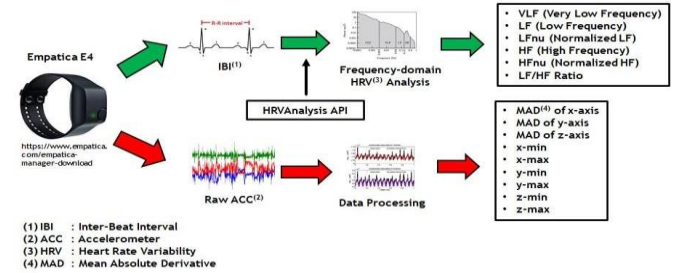 Empatica E4
https://www.empatica.
com/empatica-
manager-download
R-R interval
IBI(1)
HRVAnalysis API
Frequency-domain
HRV(3) Analysis
• VLF (Very Low Frequency)
• LF (Low Frequency)
• LFnu (Normalized LF)
• HF (High Frequency)
• HFnu (Normalized HF)
• LF/HF Ratio
Raw ACC(2)
Data Processing
• MAD(4) of x-axis
• MAD of y-axis
• MAD of z-axis
• x-min
• x-max
• y-min
• y-max
• z-min
• z-max
(1) IBI : Inter-Beat Interval
(2) ACC : Accelerometer
(3) HRV : Heart Rate Variability
(4) MAD : Mean Absolute Derivative